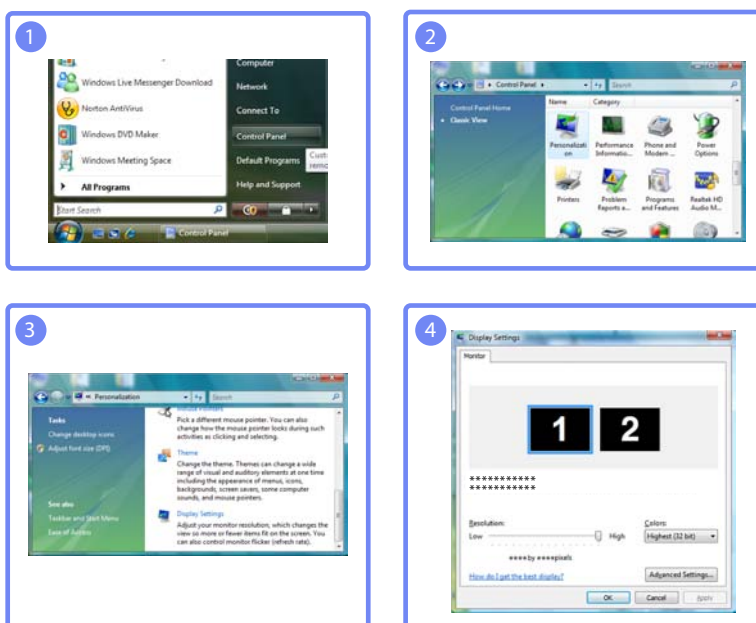 1
Computer
Windows Live Messenger Download
Network
Norton AntiVirus
Connect To
Windows DVD Maker
Control Panel
Windows Meeting Space
Default Programs
All Programs
Help and Support
Start Search
Control Panel
2
Control Panel
Search
Control Panel Home
Classic View
Name Category
Personalizati
on
Performance
Informatio...
Phone and
Modem ...
Power
Options
Printers
Problem
Reports a...
Programs
and Features
Realtek HD
Audio M...
3
Personalization
Search
Tasks
Change desktop icons
Adjust font size (DPI)
See also
Taskbar and Start Menu
Ease of Access
Mouse Pointers
Pick a different mouse pointer. You can also
change how the mouse pointer looks during such
activities as clicking and selecting.
Theme
Change the theme. Themes can change a wide
range of visual and auditory elements at one time
including the appearance of menus, icons,
backgrounds, screen savers, some computer
sounds, and mouse pointers.
Display Settings
Adjust your monitor resolution, which changes the
view so more or fewer items fit on the screen. You
can also control monitor flicker (refresh rate).
4
Display Settings
Monitor
1 2
***********
***********
Resolution:
Low High
**** by **** pixels
Colors:
Highest (32 bit)
How do I get the best display?
Advanced Settings...
OK Cancel Apply